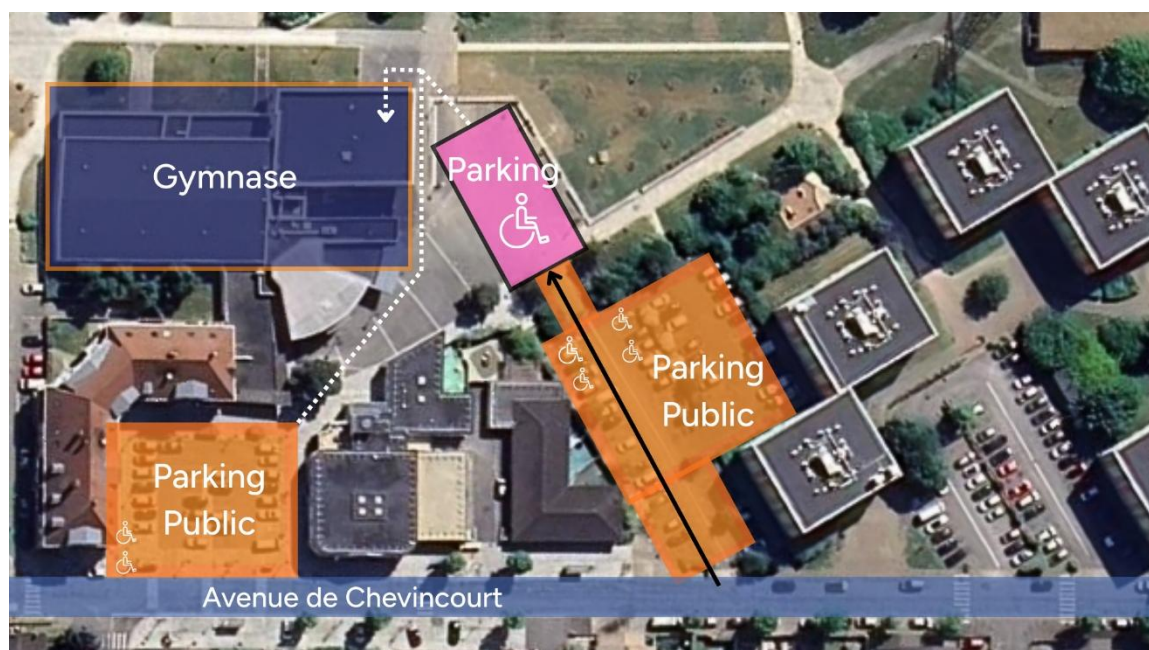 Gymnase
Parking
Parking
Public
Parking
Public
Avenue de Chevincourt